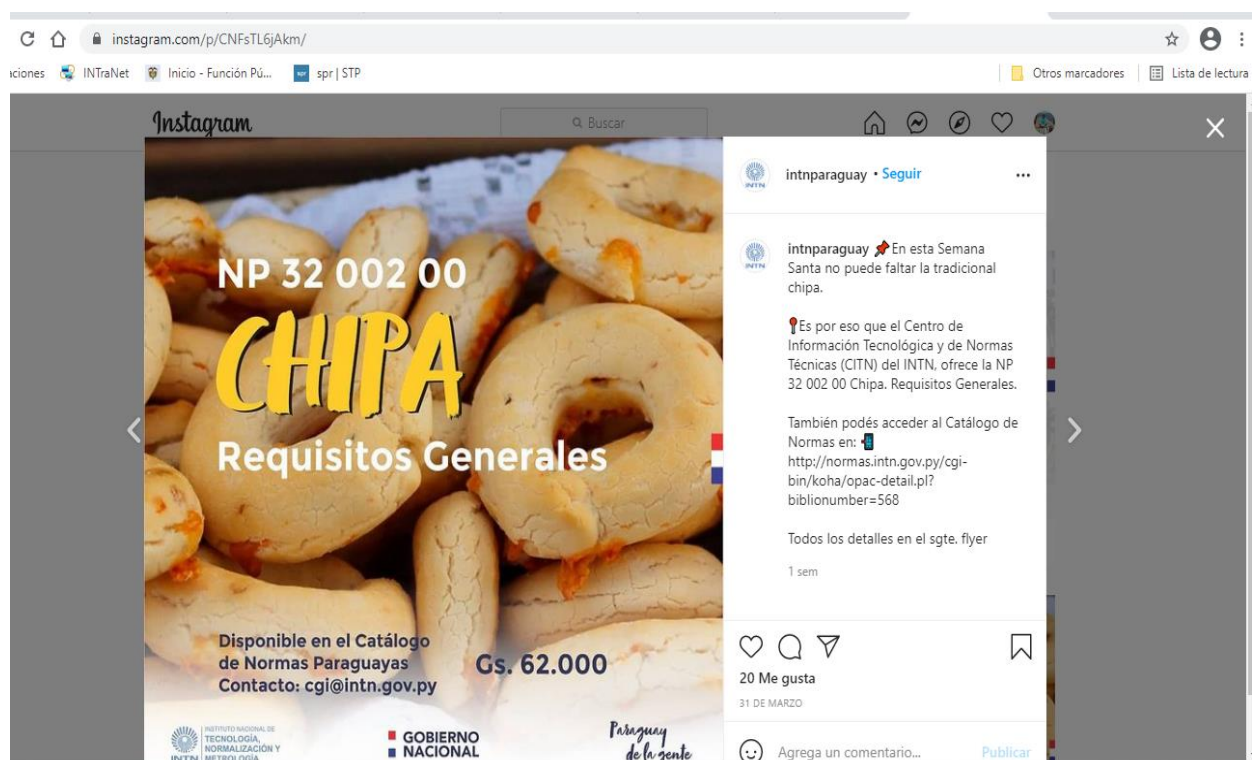 instagram.com/p/CNFsTL6jAkm/
INTraNet
Inicio - Función Pú...
spr | STP
Otros marcadores
Lista de lectura
Instagram
Buscar
NP 32 002 00
CHIPA
Requisitos Generales
Disponible en el Catálogo
de Normas Paraguayas
Contacto: cgi@intn.gov.py
Gs. 62.000
INTN
INSTITUTO NACIONAL DE
TECNOLOGÍA,
NORMALIZACIÓN Y
METROLOGÍA
GOBIERNO
NACIONAL
Paraguay
de la gente
INTN
intnparaguay • Seguir
INTN
intnparaguay 📌En esta Semana
Santa no puede faltar la tradicional
chipa.
📍Es por eso que el Centro de
Información Tecnológica y de Normas
Técnicas (CITN) del INTN, ofrece la NP
32 002 00 Chipa. Requisitos Generales.
También podés acceder al Catálogo de
Normas en: 📲
http://normas.intn.gov.py/cgi-
bin/koha/opac-detail.pl?
biblionumber=568
Todos los detalles en el sgte. flyer
1 sem
20 Me gusta
31 DE MARZO
Agrega un comentario...
Publicar